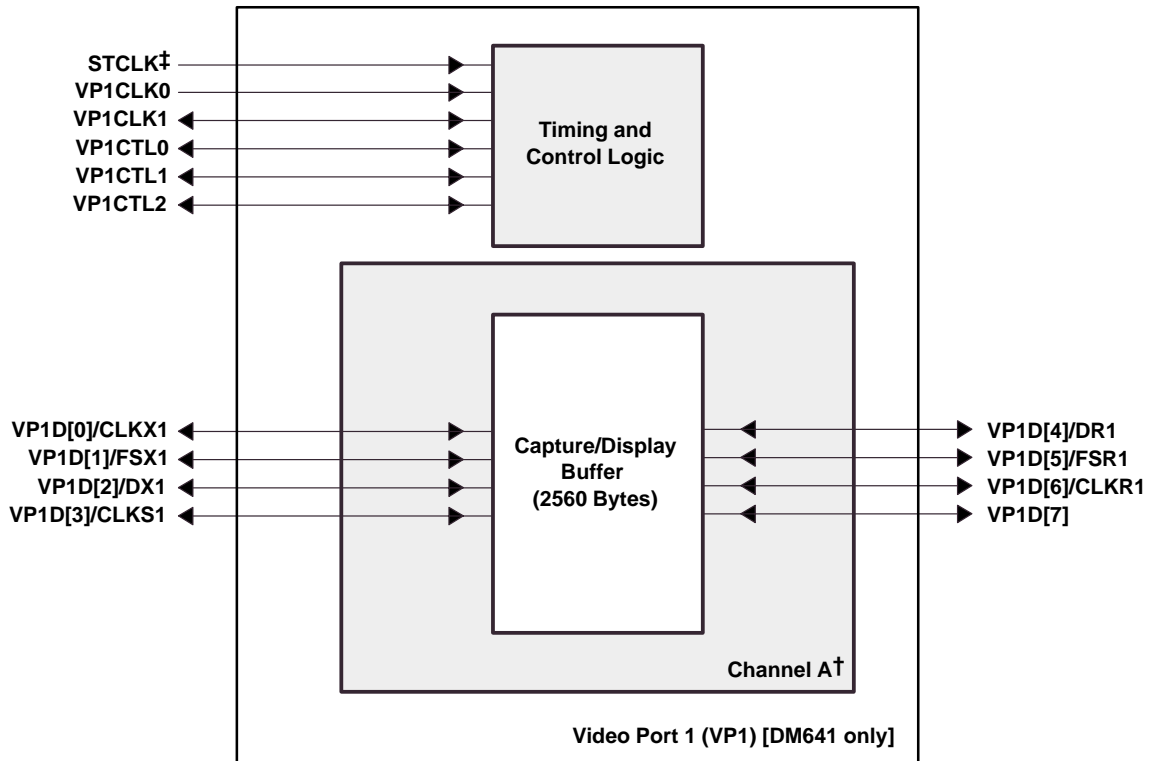 STCLK‡
VP1CLK0
VP1CLK1
VP1CTL0
VP1CTL1
VP1CTL2
Timing and
Control Logic
VP1D[0]/CLKX1
VP1D[1]/FSX1
VP1D[2]/DX1
VP1D[3]/CLKS1
Capture/Display
Buffer
(2560 Bytes)
VP1D[4]/DR1
VP1D[5]/FSR1
VP1D[6]/CLKR1
VP1D[7]
Channel A†
Video Port 1 (VP1) [DM641 only]